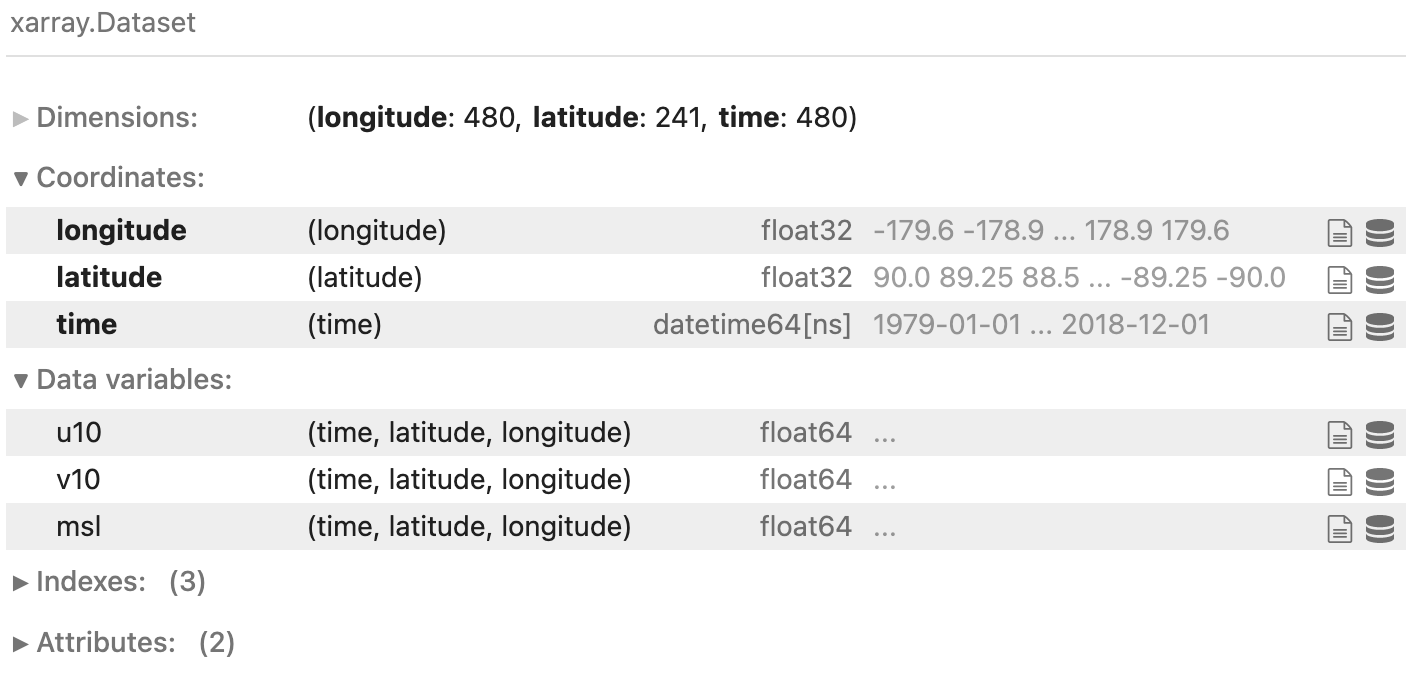 xarray.Dataset
► Dimensions: (longitude: 480, latitude: 241, time: 480)
▼ Coordinates:
longitude (longitude) float32 -179.6 -178.9 ... 178.9 179.6
latitude (latitude) float32 90.0 89.25 88.5 ... -89.25 -90.0
time (time) datetime64[ns] 1979-01-01 ... 2018-12-01
▼ Data variables:
u10 (time, latitude, longitude) float64 ...
v10 (time, latitude, longitude) float64 ...
msl (time, latitude, longitude) float64 ...
► Indexes: (3)
► Attributes: (2)